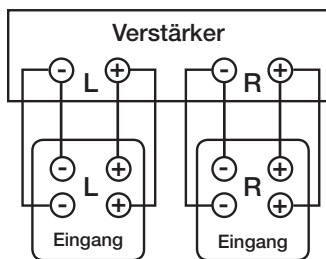 Verstärker
- L + - R +
- L + - R +
- + - +
Eingang Eingang